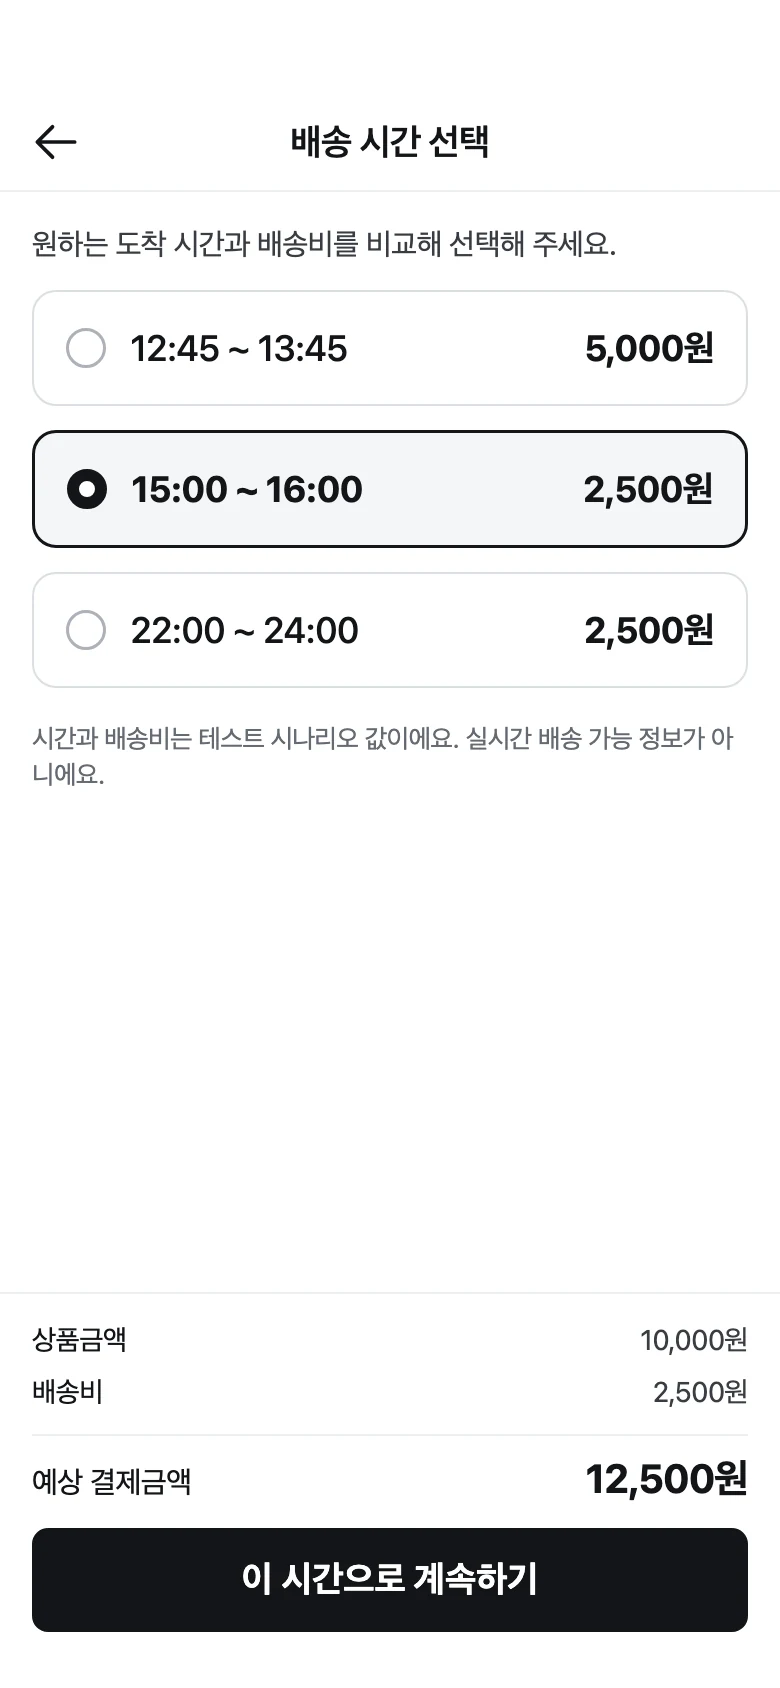 배송 시간 선택
원하는 도착 시간과 배송비를 비교해 선택해 주세요.
12:45 ~ 13:45 5,000원
15:00 ~ 16:00 2,500원
22:00 ~ 24:00 2,500원
시간과 배송비는 테스트 시나리오 값이에요. 실시간 배송 가능 정보가 아
니에요.
상품금액 10,000원
배송비 2,500원
예상 결제금액 12,500원
이 시간으로 계속하기